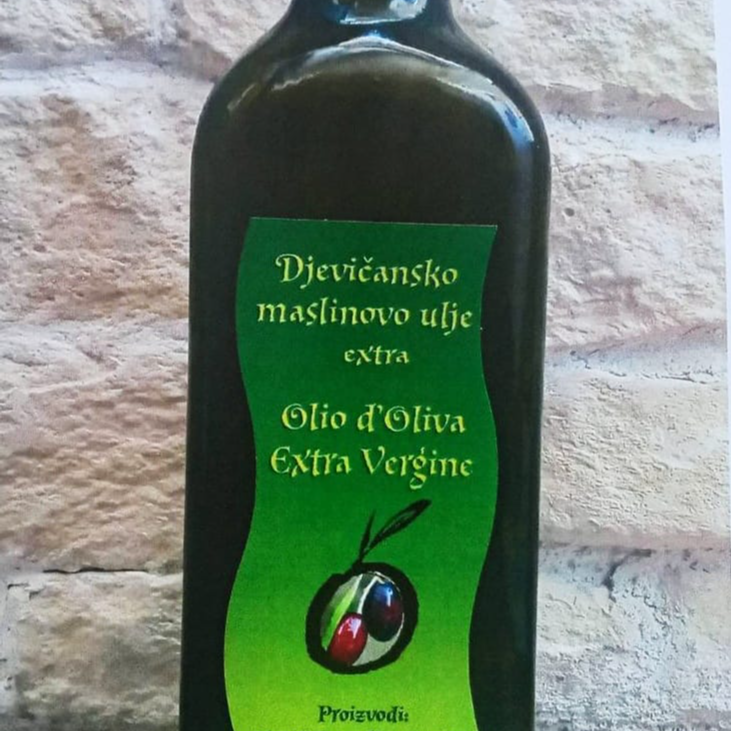 Djevičansko
maslinovo ulje
extra
Olio d'Oliva
Extra Vergine
Proizvodi: